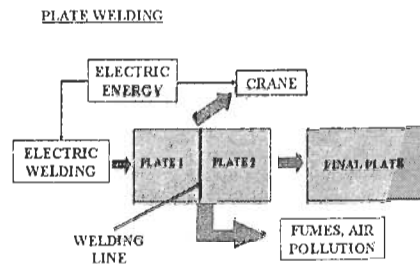 PLATE WELDING
ELECTRIC
ENERGY
CRANE
ELECTRIC
WELDING
PLATE 1
PLATE 2
FINAL PLATE
WELDING
LINE
FUMES, AIR
POLLUTION